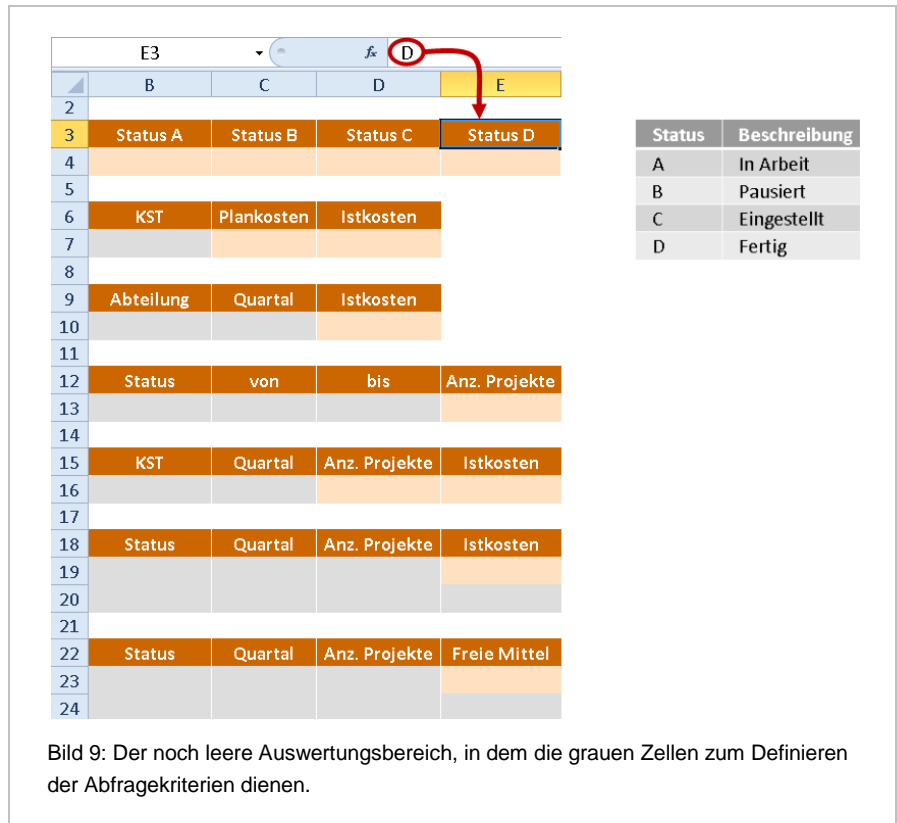 E3 fx D
B C D E
2
3 Status A Status B Status C Status D
4
5
6 KST Plankosten Istkosten
7
8
9 Abteilung Quartal Istkosten
10
11
12 Status von bis Anz. Projekte
13
14
15 KST Quartal Anz. Projekte Istkosten
16
17
18 Status Quartal Anz. Projekte Istkosten
19
20
21
22 Status Quartal Anz. Projekte Freie Mittel
23
24
Status Beschreibung
A In Arbeit
B Pausiert
C Eingestellt
D Fertig
Bild 9: Der noch leere Auswertungsbereich, in dem die grauen Zellen zum Definieren
der Abfragekriterien dienen.